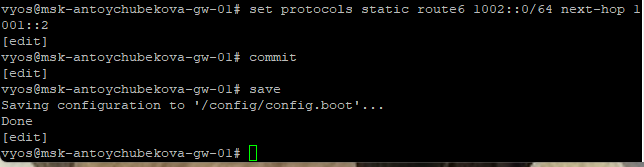 vyos@msk-antoychubekova-gw-01# set protocols static route6 1002::0/64 next-hop 1
001::2
[edit]
vyos@msk-antoychubekova-gw-01# commit
[edit]
vyos@msk-antoychubekova-gw-01# save
Saving configuration to '/config/config.boot'...
Done
[edit]
vyos@msk-antoychubekova-gw-01#